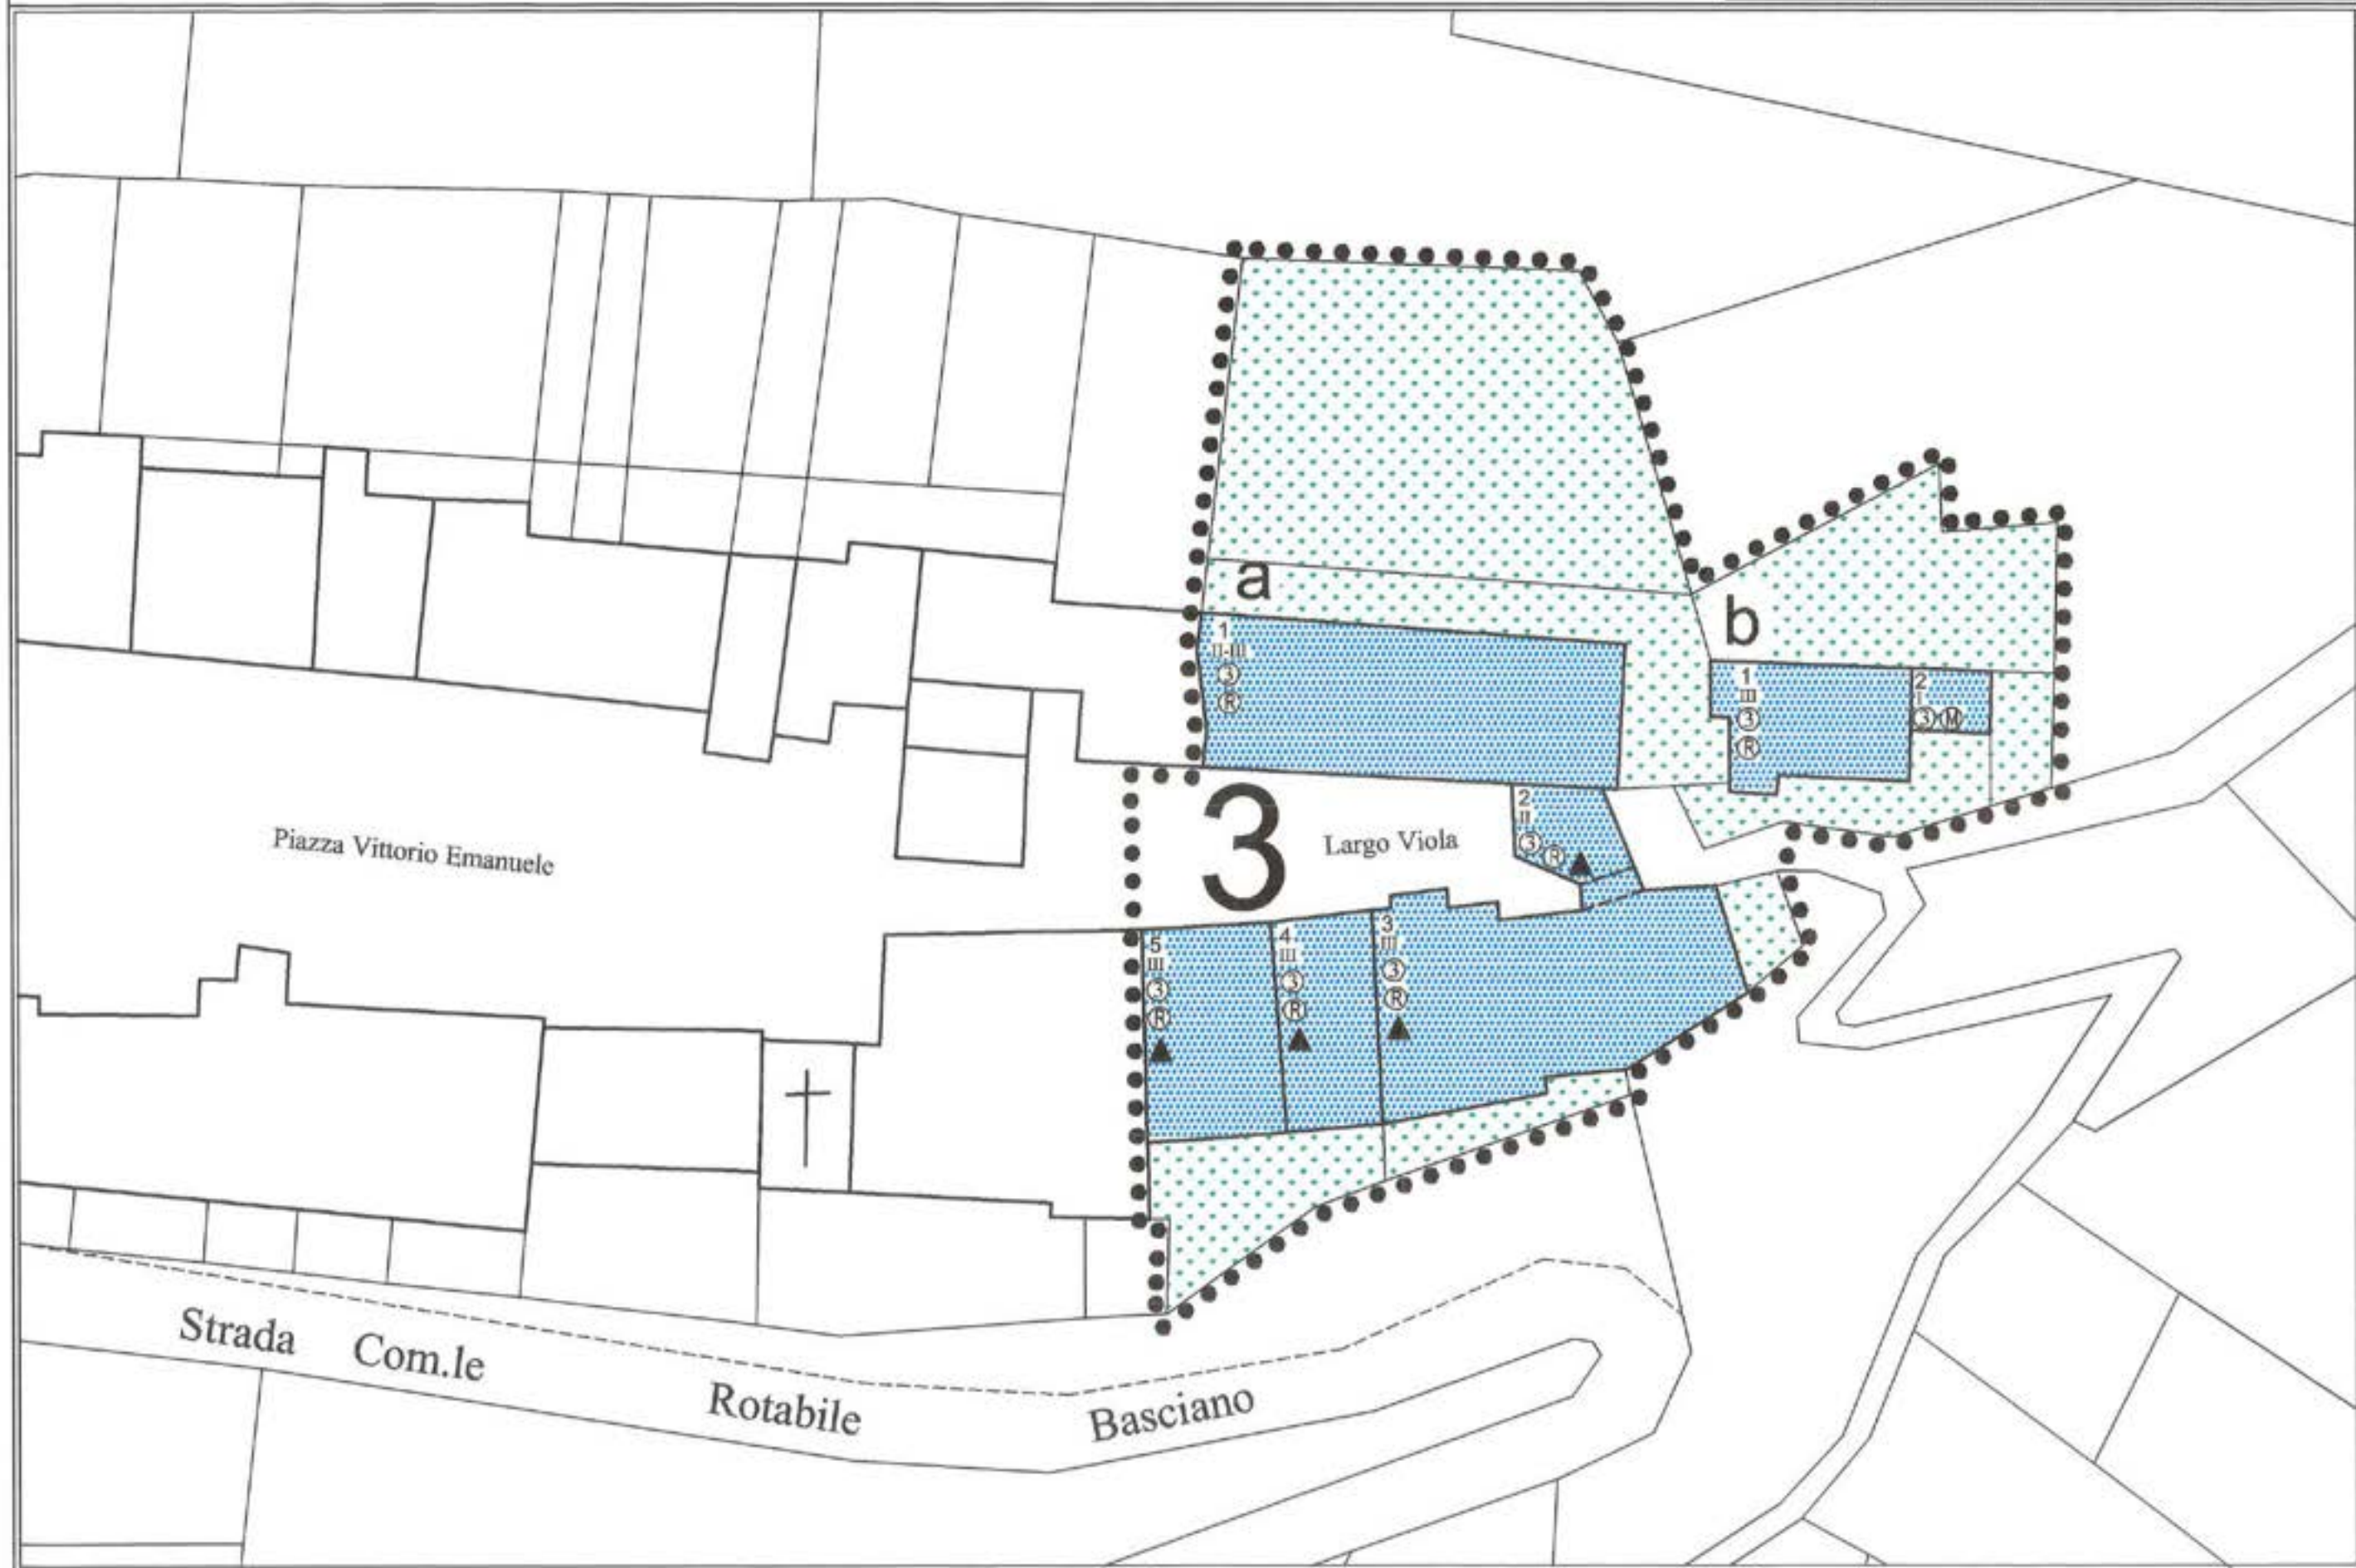 a
b
1
II-III
3
R
1
III
3
R
2
I
3 M
3
Largo Viola
2
II
3 R
Piazza Vittorio Emanuele
5
III
3
R
4
III
3
R
3
III
3
R
Strada Com.le Rotabile Basciano